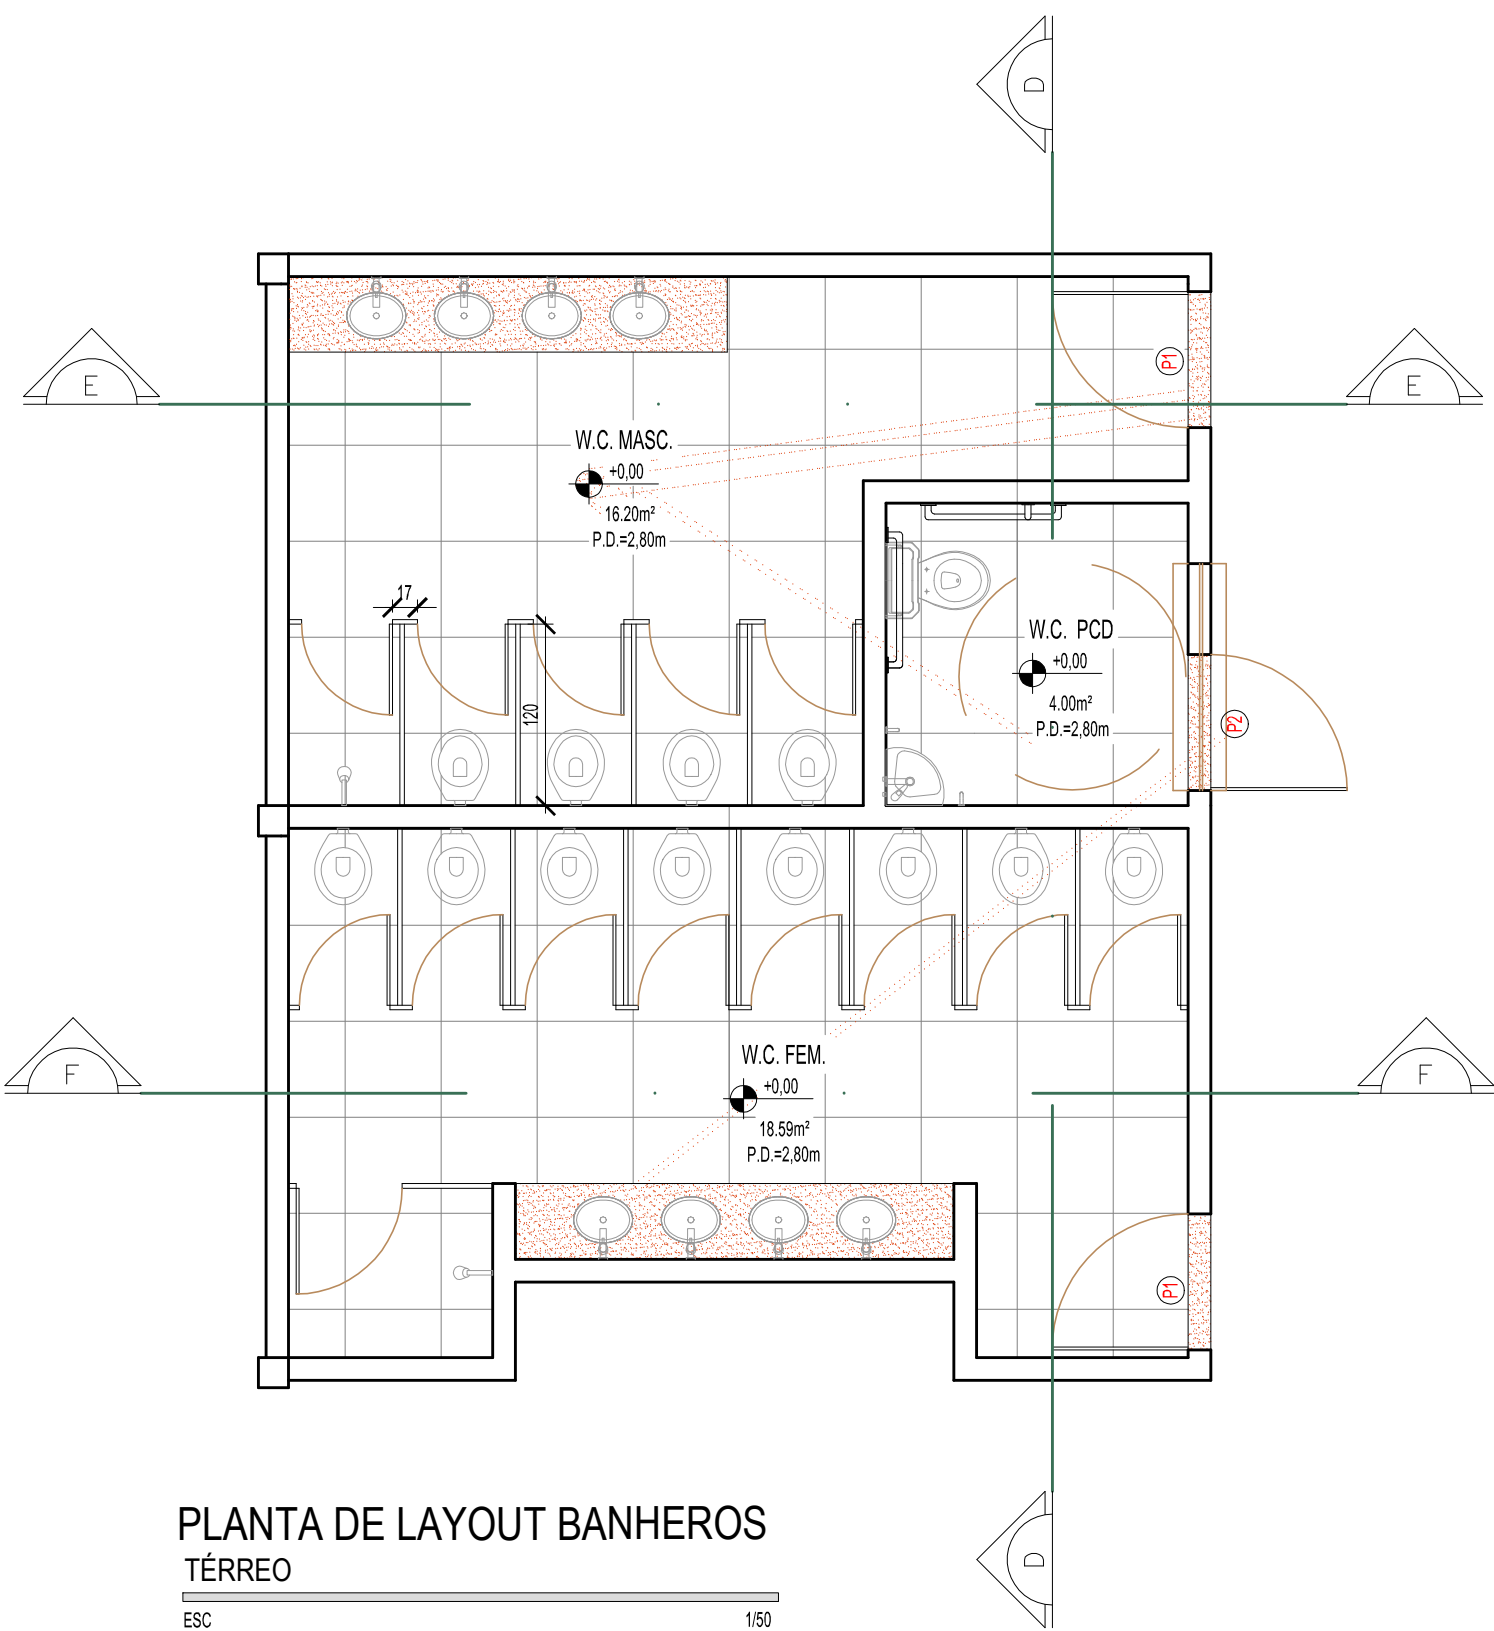 D
E
E
P1
W.C. MASC.
+0,00
16.20m²
P.D.=2,80m
17
120
W.C. PCD
+0,00
4.00m²
P.D.=2,80m
P2
W.C. FEM.
+0,00
18.59m²
P.D.=2,80m
F
F
P1
PLANTA DE LAYOUT BANHEROS
TÉRREO
ESC 1/50
D